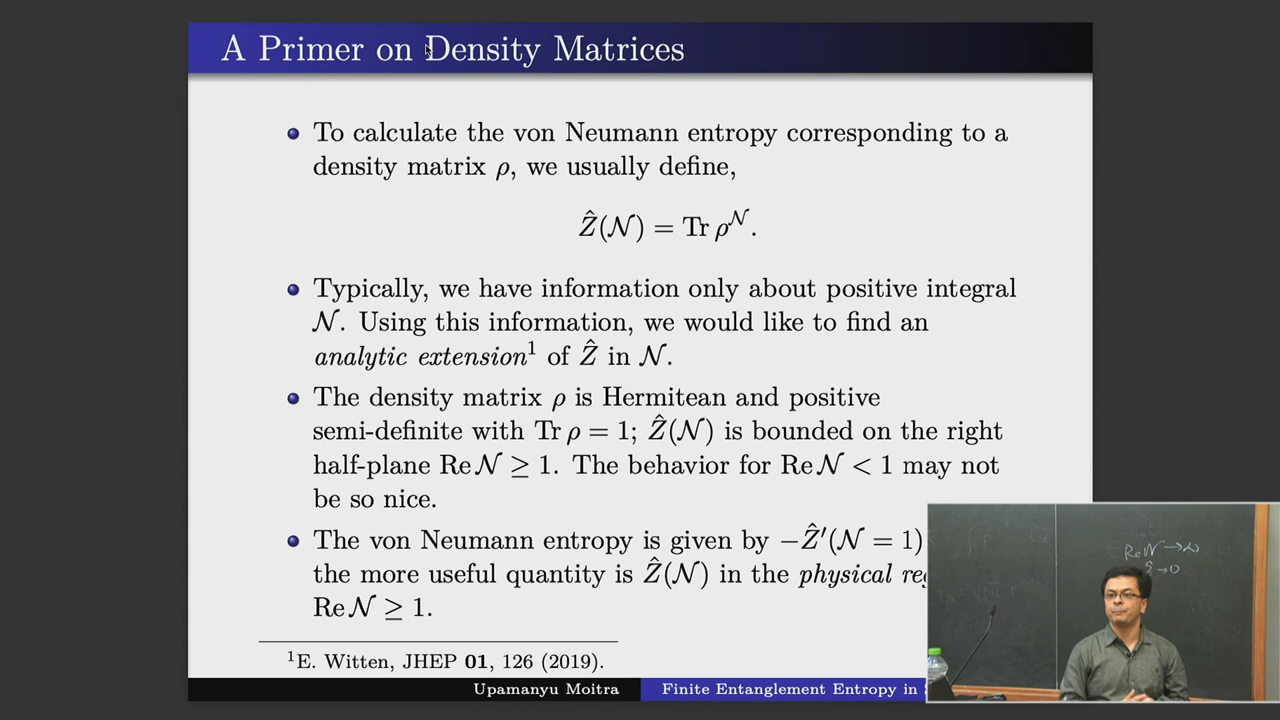 A Primer on Density Matrices
To calculate the von Neumann entropy corresponding to a
density matrix ρ, we usually define,
Ẑ(𝒩) = Tr ρ^𝒩.
Typically, we have information only about positive integral
𝒩. Using this information, we would like to find an
analytic extension¹ of Ẑ in 𝒩.
The density matrix ρ is Hermitean and positive
semi-definite with Tr ρ = 1; Ẑ(𝒩) is bounded on the right
half-plane Re 𝒩 ≥ 1. The behavior for Re 𝒩 < 1 may not
be so nice.
The von Neumann entropy is given by −Ẑ′(𝒩 = 1)
the more useful quantity is Ẑ(𝒩) in the physical
Re 𝒩 ≥ 1.
¹E. Witten, JHEP 01, 126 (2019).
Upamanyu Moitra
Finite Entanglement Entropy in
Re N → ∞